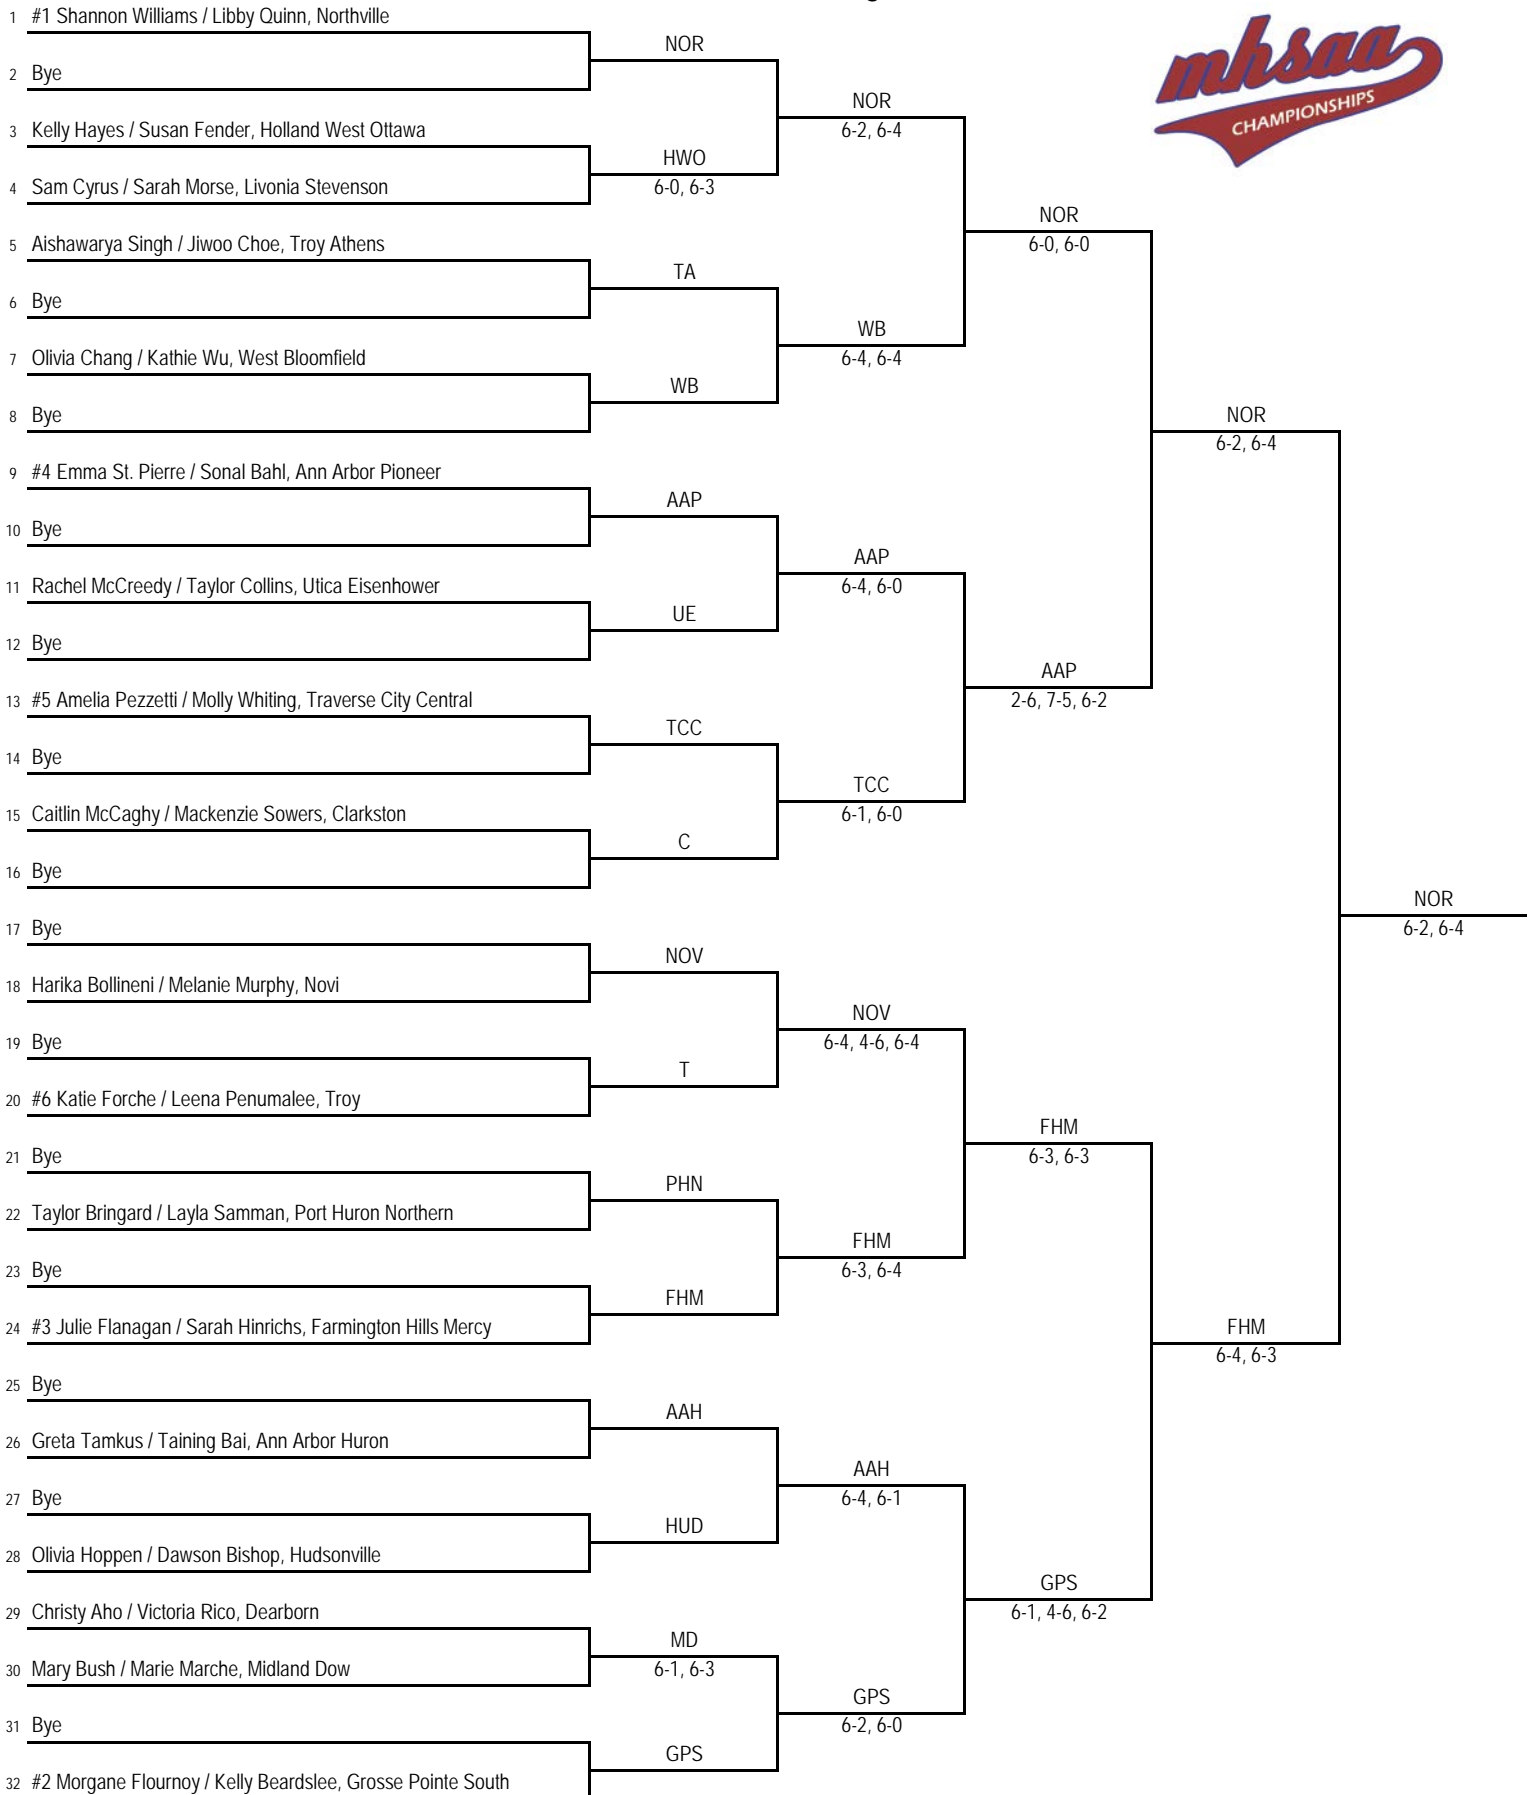 1 #1 Shannon Williams / Libby Quinn, Northville
NOR
2 Bye
NOR
6-2, 6-4
3 Kelly Hayes / Susan Fender, Holland West Ottawa
HWO
6-0, 6-3
4 Sam Cyrus / Sarah Morse, Livonia Stevenson
NOR
6-0, 6-0
5 Aishawarya Singh / Jiwoo Choe, Troy Athens
TA
6 Bye
WB
6-4, 6-4
7 Olivia Chang / Kathie Wu, West Bloomfield
WB
8 Bye
NOR
6-2, 6-4
9 #4 Emma St. Pierre / Sonal Bahl, Ann Arbor Pioneer
AAP
10 Bye
AAP
6-4, 6-0
11 Rachel McCreedy / Taylor Collins, Utica Eisenhower
UE
12 Bye
AAP
2-6, 7-5, 6-2
13 #5 Amelia Pezzetti / Molly Whiting, Traverse City Central
TCC
14 Bye
TCC
6-1, 6-0
15 Caitlin McCaghy / Mackenzie Sowers, Clarkston
C
16 Bye
NOR
6-2, 6-4
17 Bye
NOV
18 Harika Bollineni / Melanie Murphy, Novi
NOV
6-4, 4-6, 6-4
19 Bye
T
20 #6 Katie Forche / Leena Penumalee, Troy
FHM
6-3, 6-3
21 Bye
PHN
22 Taylor Bringard / Layla Samman, Port Huron Northern
FHM
6-3, 6-4
23 Bye
FHM
24 #3 Julie Flanagan / Sarah Hinrichs, Farmington Hills Mercy
FHM
6-4, 6-3
25 Bye
AAH
26 Greta Tamkus / Taining Bai, Ann Arbor Huron
AAH
6-4, 6-1
27 Bye
HUD
28 Olivia Hoppen / Dawson Bishop, Hudsonville
GPS
6-1, 4-6, 6-2
29 Christy Aho / Victoria Rico, Dearborn
MD
6-1, 6-3
30 Mary Bush / Marie Marche, Midland Dow
GPS
6-2, 6-0
31 Bye
GPS
32 #2 Morgane Flournoy / Kelly Beardslee, Grosse Pointe South
mhsaa
CHAMPIONSHIPS